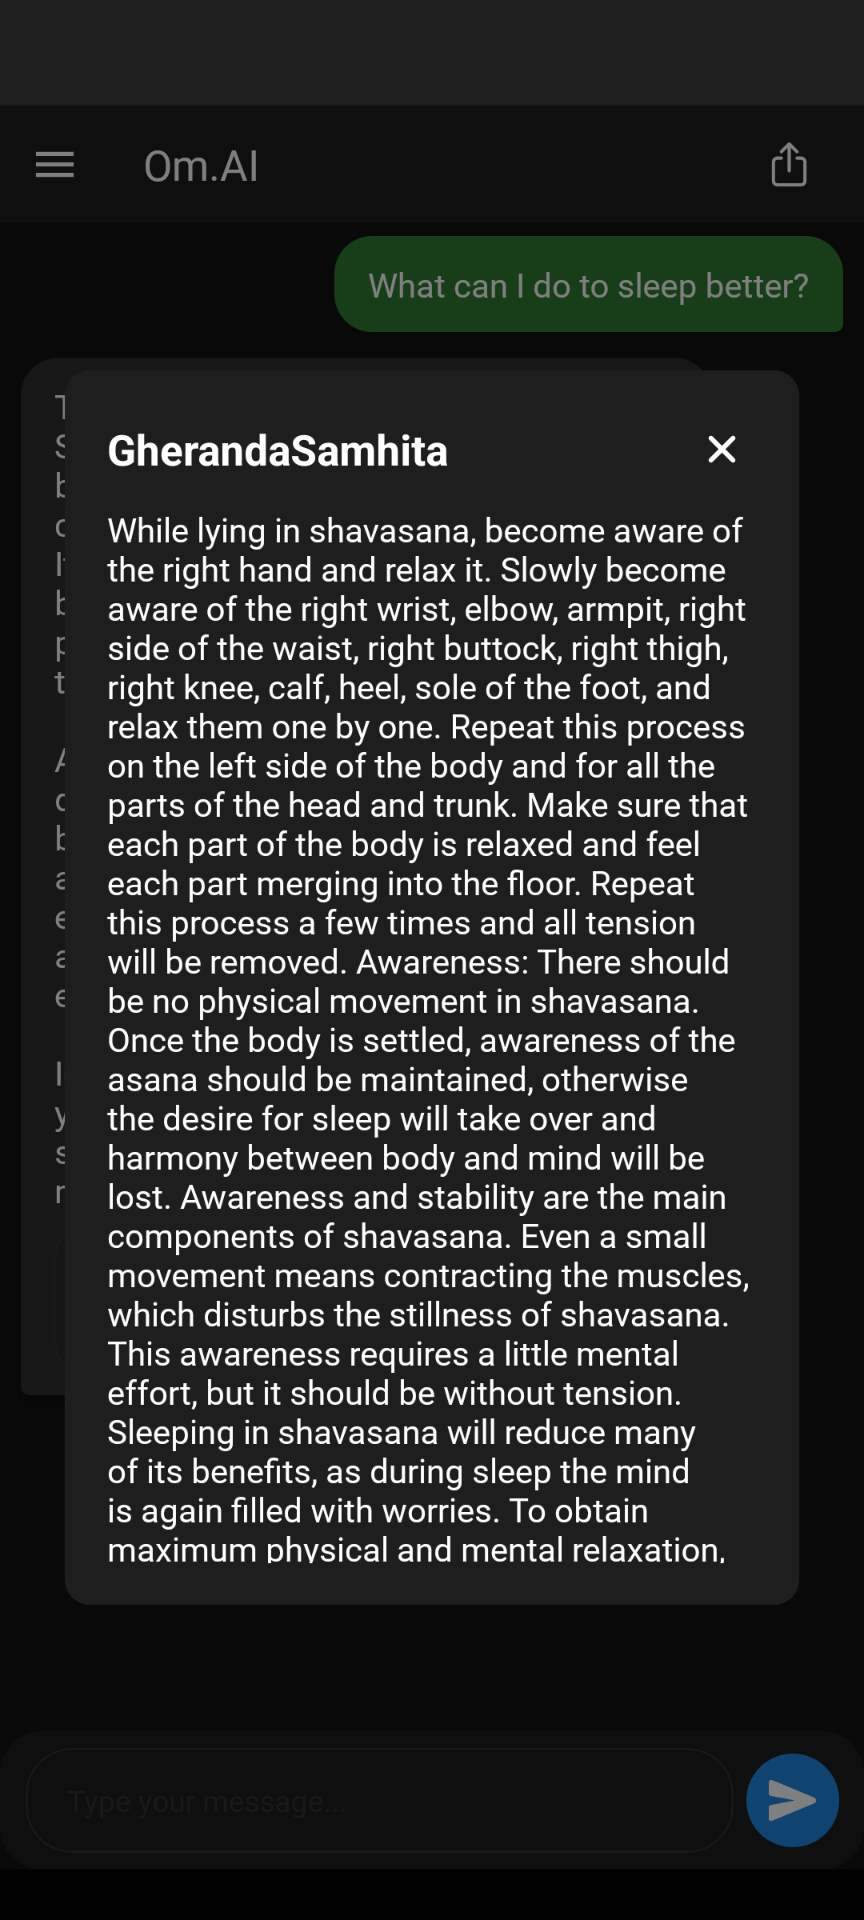 Om.AI
What can I do to sleep better?
GherandaSamhita
While lying in shavasana, become aware of
the right hand and relax it. Slowly become
aware of the right wrist, elbow, armpit, right
side of the waist, right buttock, right thigh,
right knee, calf, heel, sole of the foot, and
relax them one by one. Repeat this process
on the left side of the body and for all the
parts of the head and trunk. Make sure that
each part of the body is relaxed and feel
each part merging into the floor. Repeat
this process a few times and all tension
will be removed. Awareness: There should
be no physical movement in shavasana.
Once the body is settled, awareness of the
asana should be maintained, otherwise
the desire for sleep will take over and
harmony between body and mind will be
lost. Awareness and stability are the main
components of shavasana. Even a small
movement means contracting the muscles,
which disturbs the stillness of shavasana.
This awareness requires a little mental
effort, but it should be without tension.
Sleeping in shavasana will reduce many
of its benefits, as during sleep the mind
is again filled with worries. To obtain
maximum physical and mental relaxation,
Type your message...